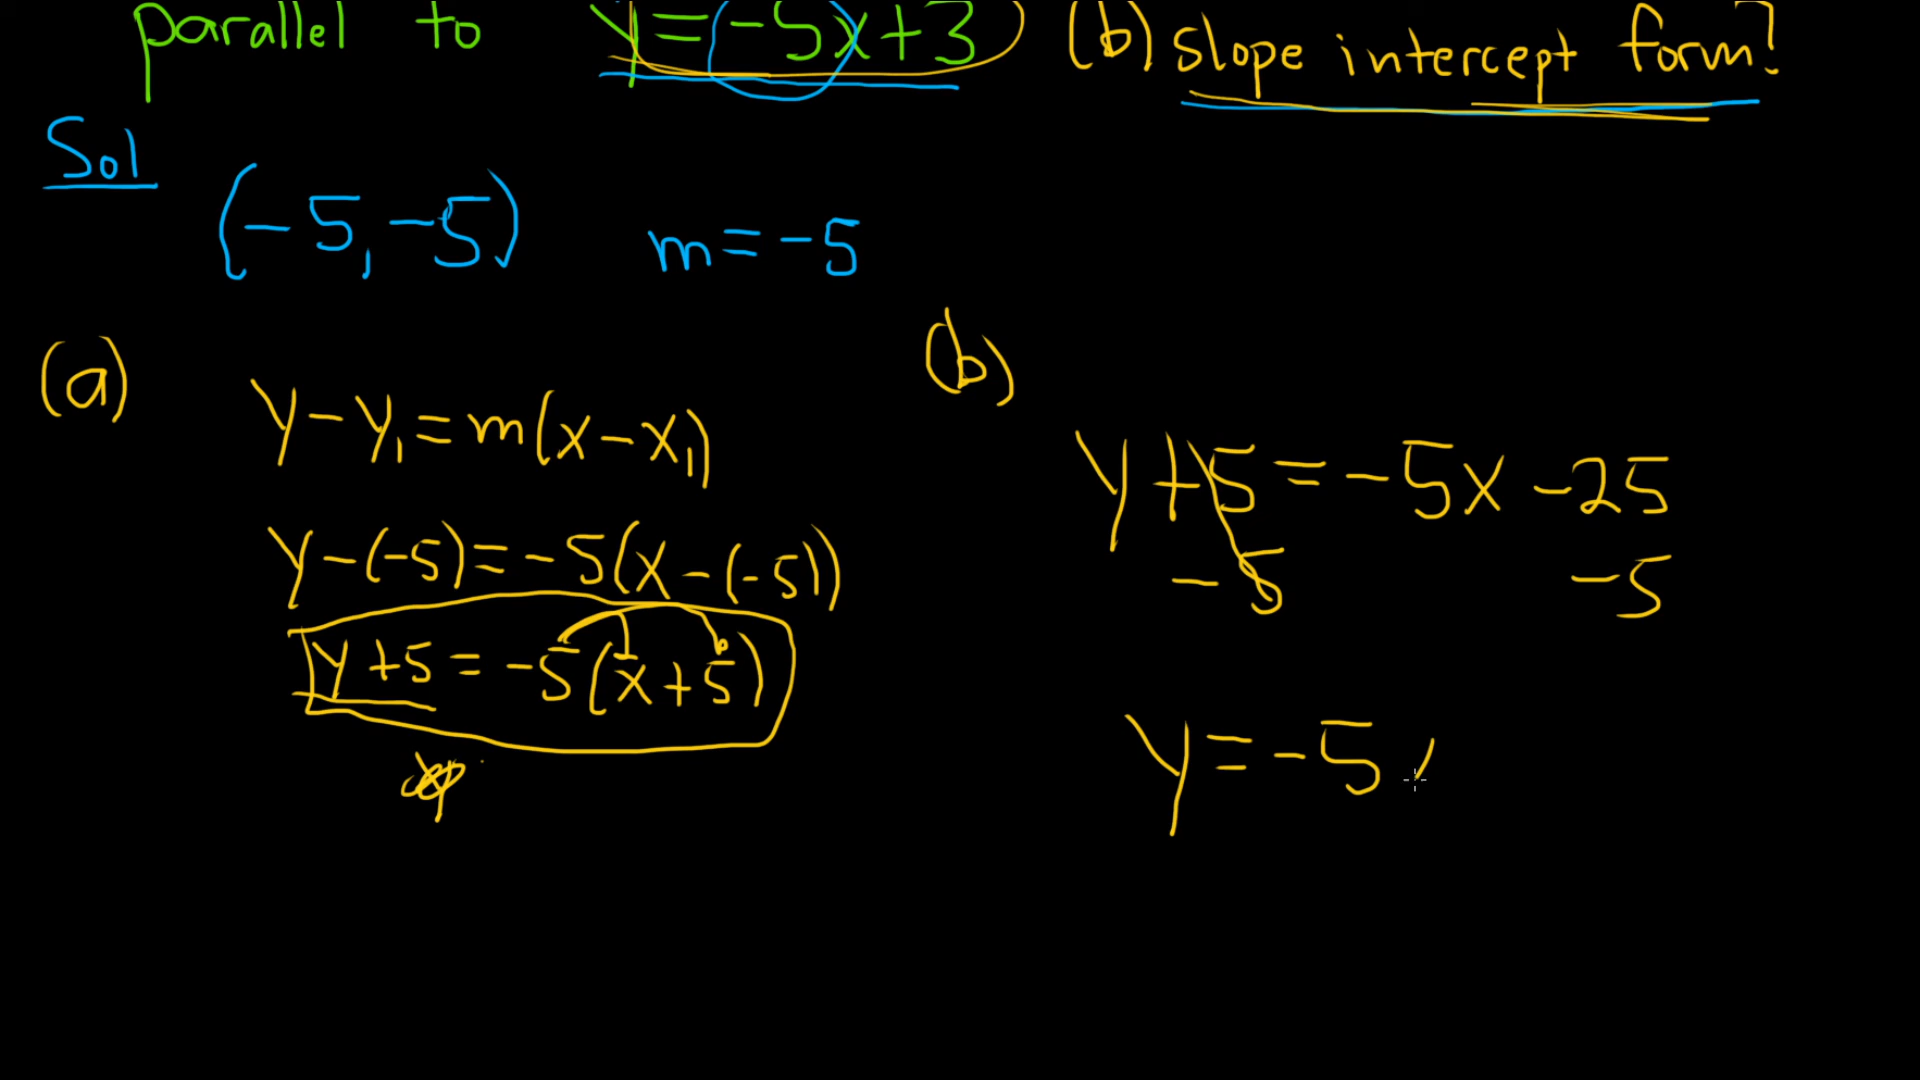 parallel to y=-5x+3 (b) slope intercept form?
Sol
(-5,-5) m=-5
(a)
y-y₁=m(x-x₁)
y-(-5)=-5(x-(-5))
y+5=-5(x+5)
(b)
y+5=-5x-25
-5 -5
y=-5